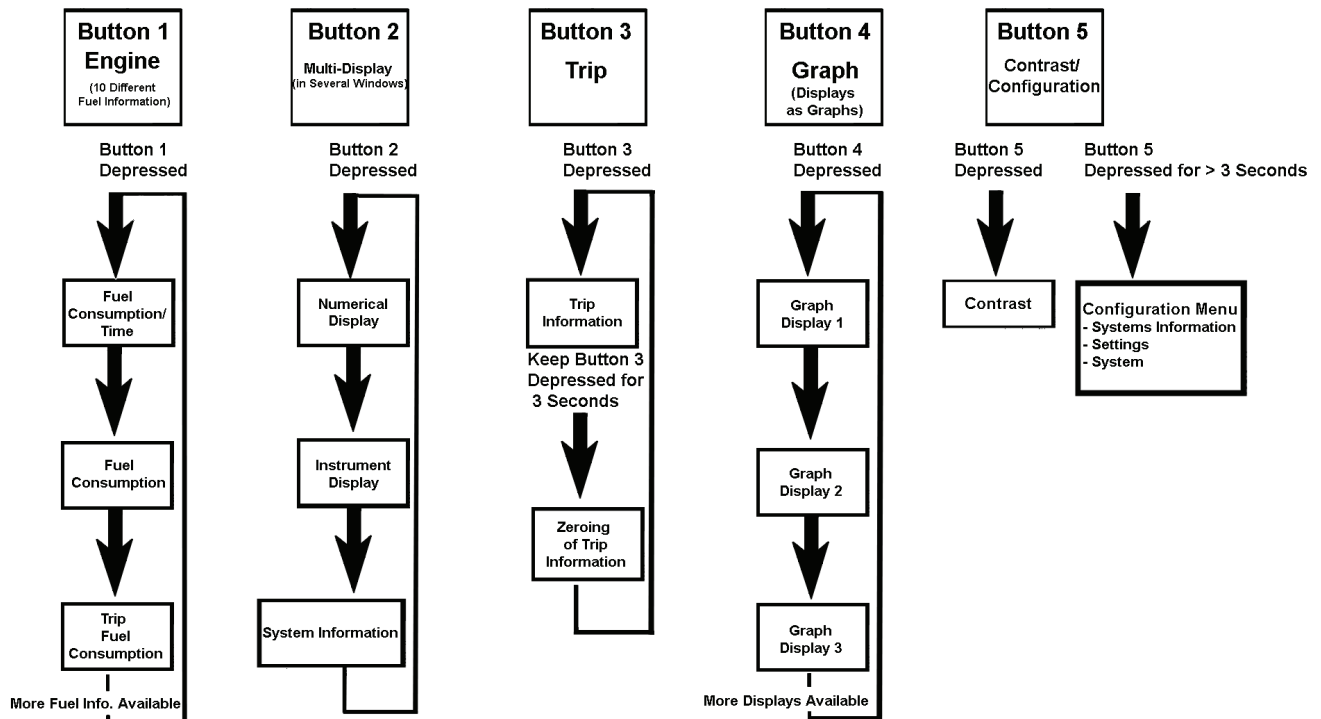 Button 1
Engine
(10 Different
Fuel Information)
Button 1
Depressed
Fuel
Consumption/
Time
Fuel
Consumption
Trip
Fuel
Consumption
More Fuel Info. Available
Button 2
Multi-Display
(in Several Windows)
Button 2
Depressed
Numerical
Display
Instrument
Display
System Information
Button 3
Trip
Button 3
Depressed
Trip
Information
Keep Button 3
Depressed for
3 Seconds
Zeroing
of Trip
Information
Button 4
Graph
(Displays
as Graphs)
Button 4
Depressed
Graph
Display 1
Graph
Display 2
Graph
Display 3
More Displays Available
Button 5
Contrast/
Configuration
Button 5
Depressed
Contrast
Button 5
Depressed for > 3 Seconds
Configuration Menu
- Systems Information
- Settings
- System